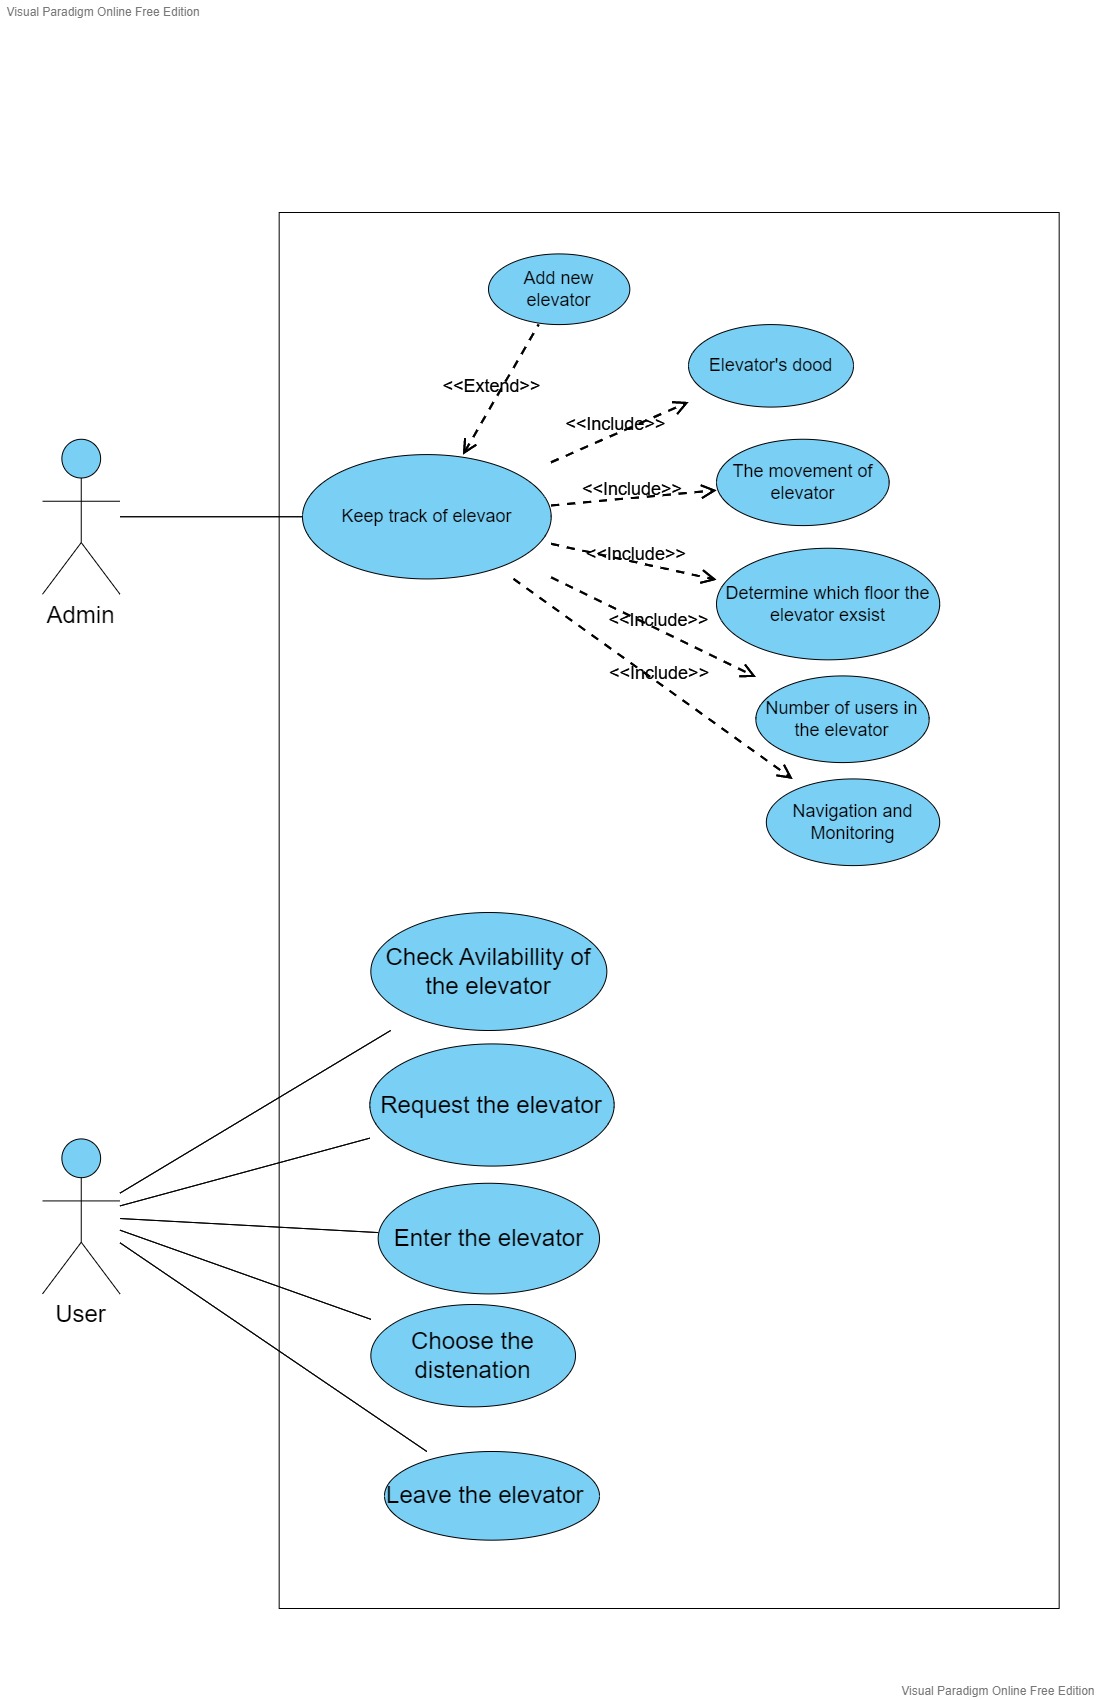 Visual Paradigm Online Free Edition
Add new
elevator
Elevator's dood
<<Extend>>
<<Include>>
The movement of
elevator
<<Include>>
Keep track of elevaor
<<Include>>
Determine which floor the
elevator exsist
Admin
<<Include>>
<<Include>>
Number of users in
the elevator
Navigation and
Monitoring
Check Avilabillity of
the elevator
Request the elevator
Enter the elevator
User
Choose the
distenation
Leave the elevator
Visual Paradigm Online Free Edition